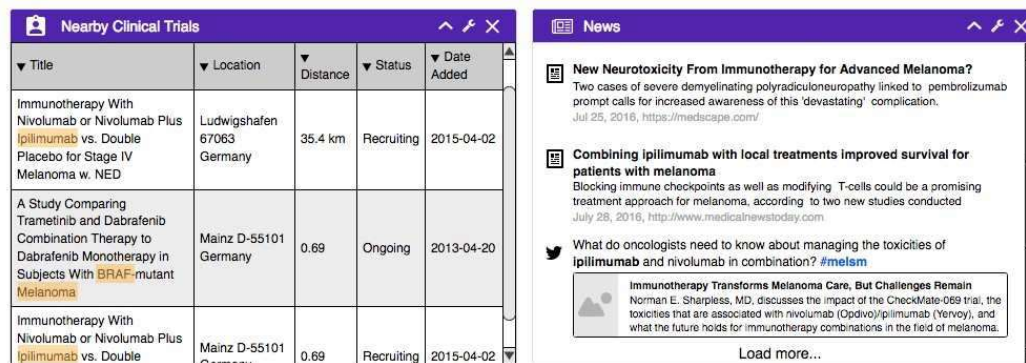 Nearby Clinical Trials
Title
Location
Distance
Status
Date
Added
Immunotherapy With
Nivolumab or Nivolumab Plus
Ipilimumab vs. Double
Placebo for Stage IV
Melanoma w. NED
Ludwigshafen
67063
Germany
35.4 km
Recruiting
2015-04-02
A Study Comparing
Trametinib and Dabrafenib
Combination Therapy to
Dabrafenib Monotherapy in
Subjects With BRAF-mutant
Melanoma
Mainz D-55101
Germany
0.69
Ongoing
2013-04-20
Immunotherapy With
Nivolumab or Nivolumab Plus
Ipilimumab vs. Double
Mainz D-55101
Germany
0.69
Recruiting
2015-04-02
News
New Neurotoxicity From Immunotherapy for Advanced Melanoma?
Two cases of severe demyelinating polyradiculoneuropathy linked to pembrolizumab
prompt calls for increased awareness of this 'devastating' complication.
Jul 25, 2016, https://medscape.com/
Combining ipilimumab with local treatments improved survival for
patients with melanoma
Blocking immune checkpoints as well as modifying T-cells could be a promising
treatment approach for melanoma, according to two new studies conducted
July 28, 2016, http://www.medicalnewstoday.com
What do oncologists need to know about managing the toxicities of
ipilimumab and nivolumab in combination? #melsm
Immunotherapy Transforms Melanoma Care, But Challenges Remain
Norman E. Sharpless, MD, discusses the impact of the CheckMate-069 trial, the
toxicities that are associated with nivolumab (Opdivo)/ipilimumab (Yervoy), and
what the future holds for immunotherapy combinations in the field of melanoma.
Load more...